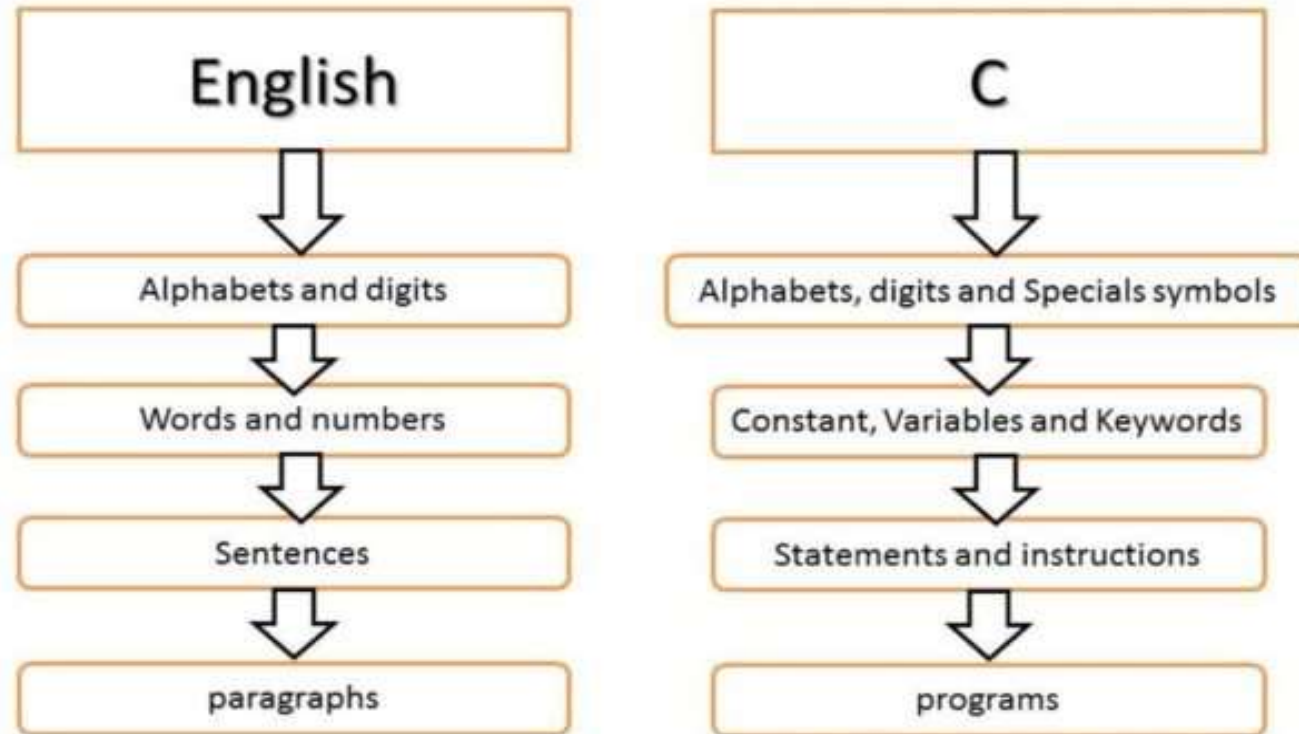 English
Alphabets and digits
Words and numbers
Sentences
paragraphs
C
Alphabets, digits and Specials symbols
Constant, Variables and Keywords
Statements and instructions
programs